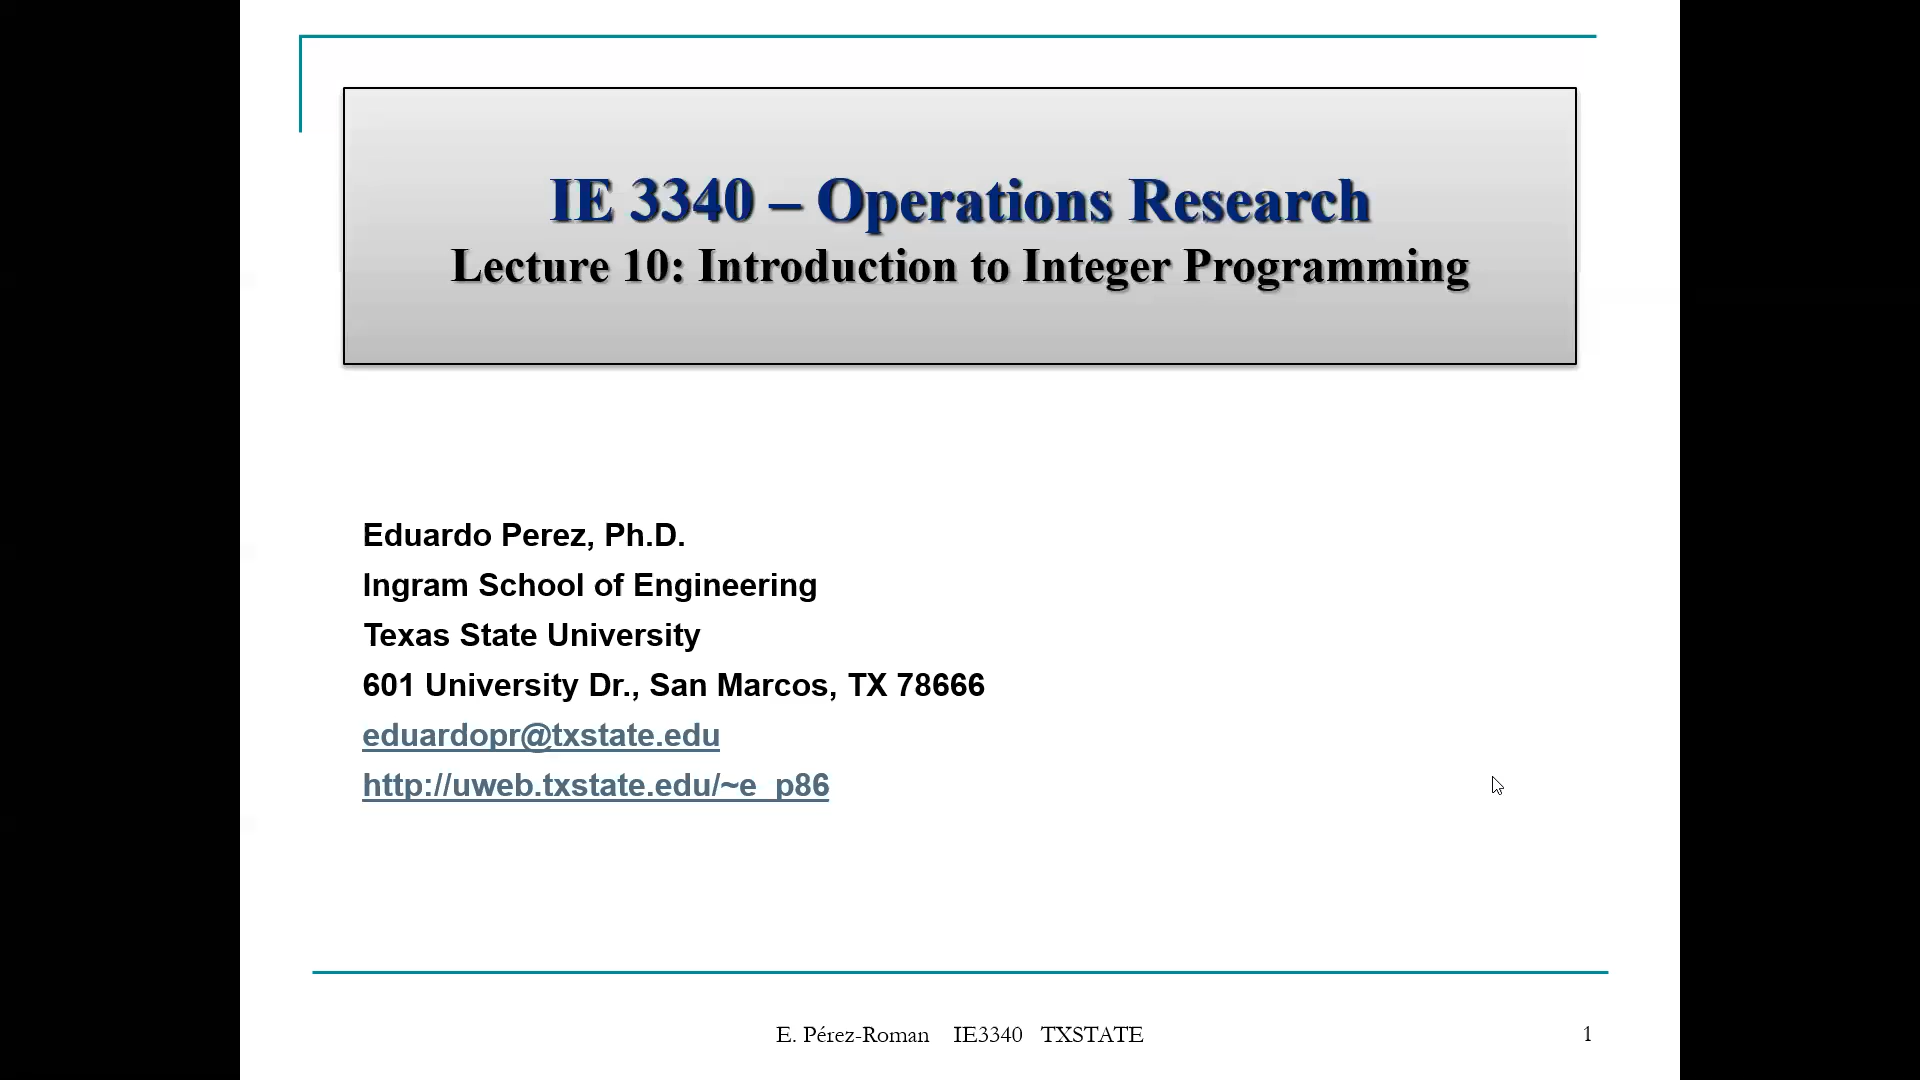 IE 3340 – Operations Research
Lecture 10: Introduction to Integer Programming
Eduardo Perez, Ph.D.
Ingram School of Engineering
Texas State University
601 University Dr., San Marcos, TX 78666
eduardopr@txstate.edu
http://uweb.txstate.edu/~e_p86
E. Pérez-Roman IE3340 TXSTATE
1